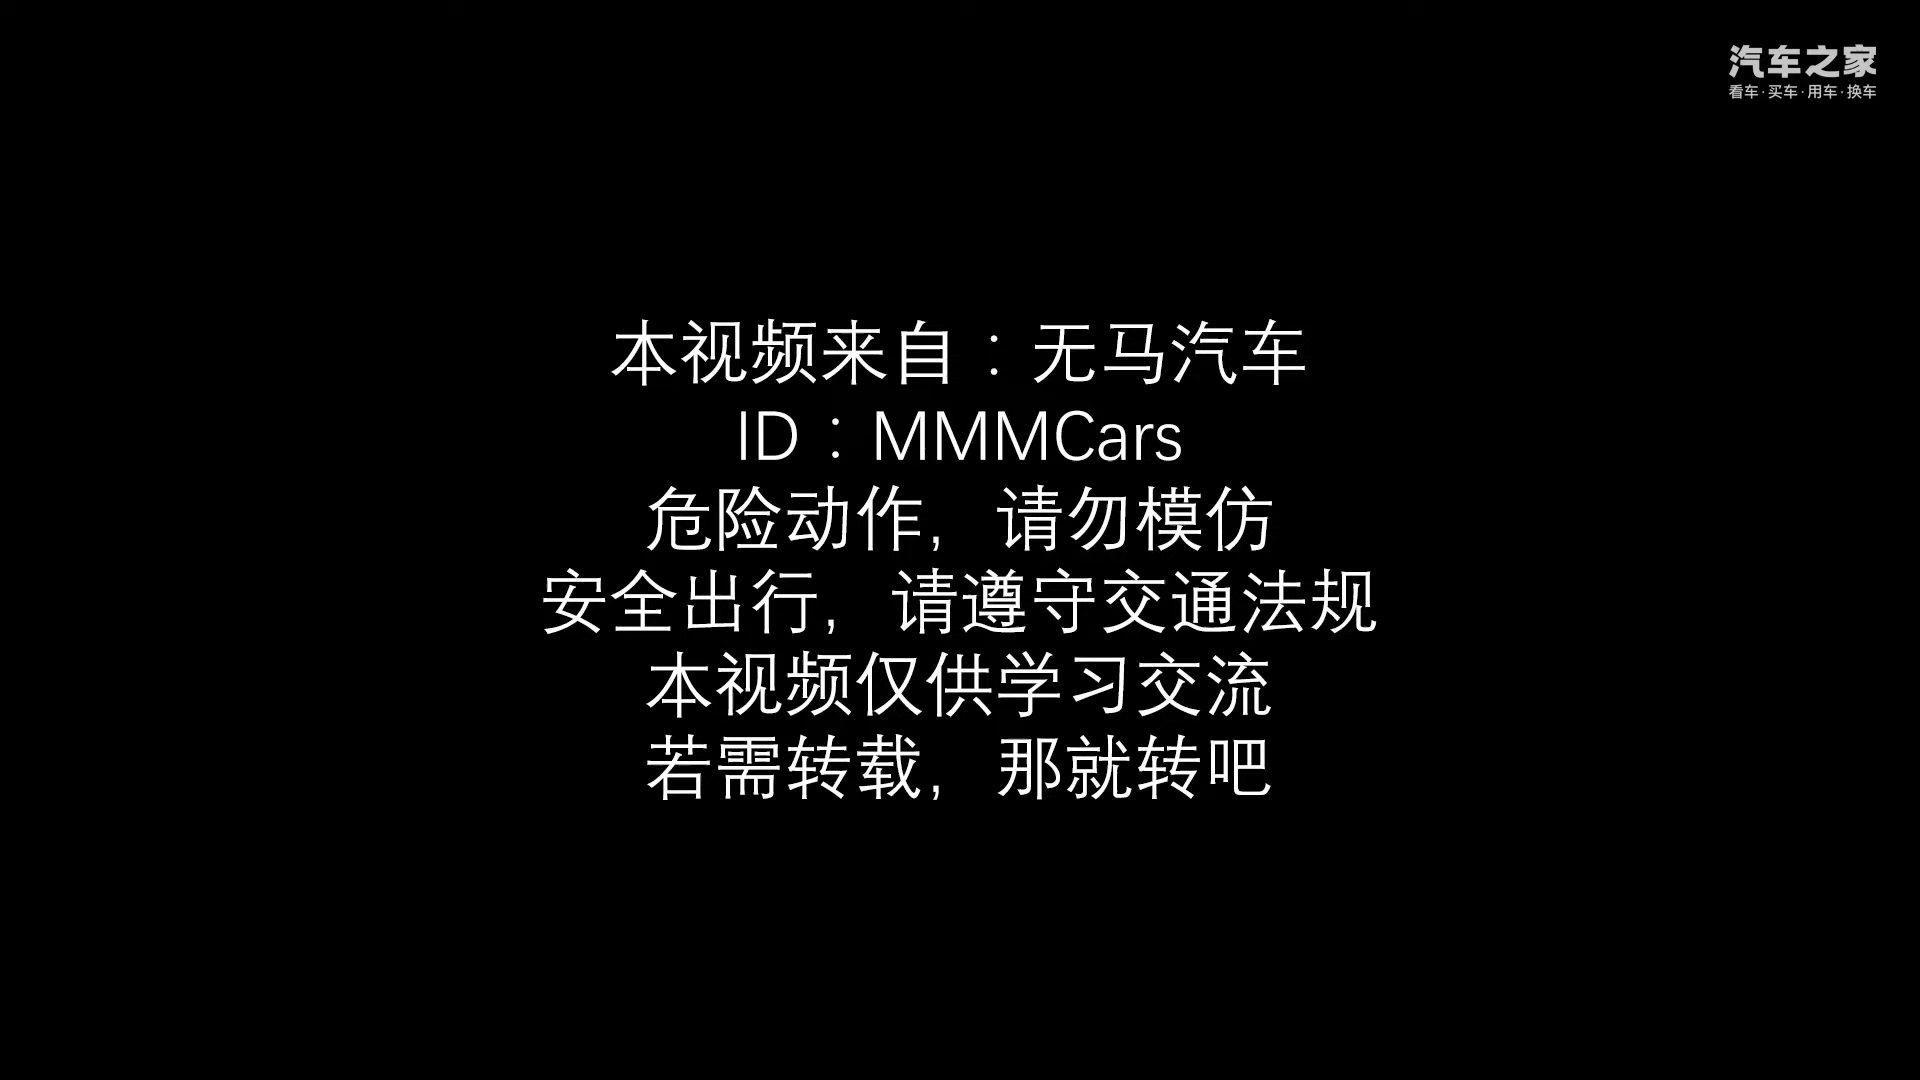 汽车之家
看车·买车·用车·换车
本视频来自：无马汽车
ID：MMMCars
危险动作，请勿模仿
安全出行，请遵守交通法规
本视频仅供学习交流
若需转载，那就转吧